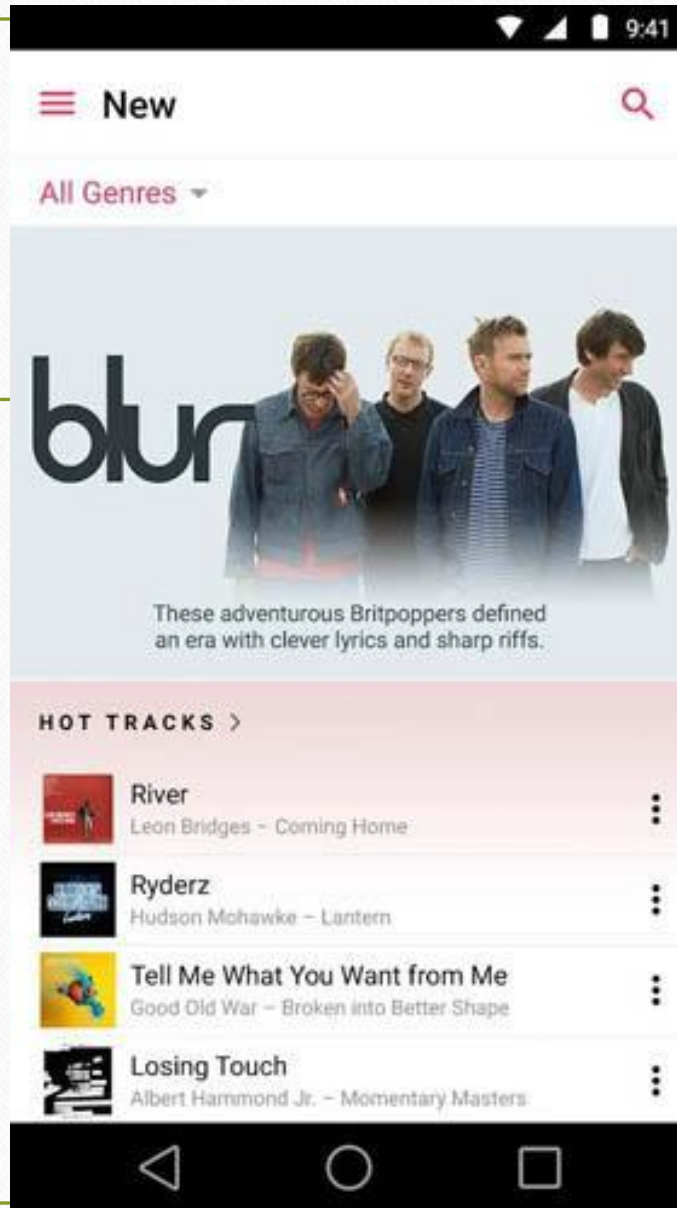 9:41
New
All Genres
blur
These adventurous Britpoppers defined
an era with clever lyrics and sharp riffs.
HOT TRACKS >
River
Leon Bridges – Coming Home
Ryderz
Hudson Mohawke – Lantern
Tell Me What You Want from Me
Good Old War – Broken into Better Shape
Losing Touch
Albert Hammond Jr. – Momentary Masters